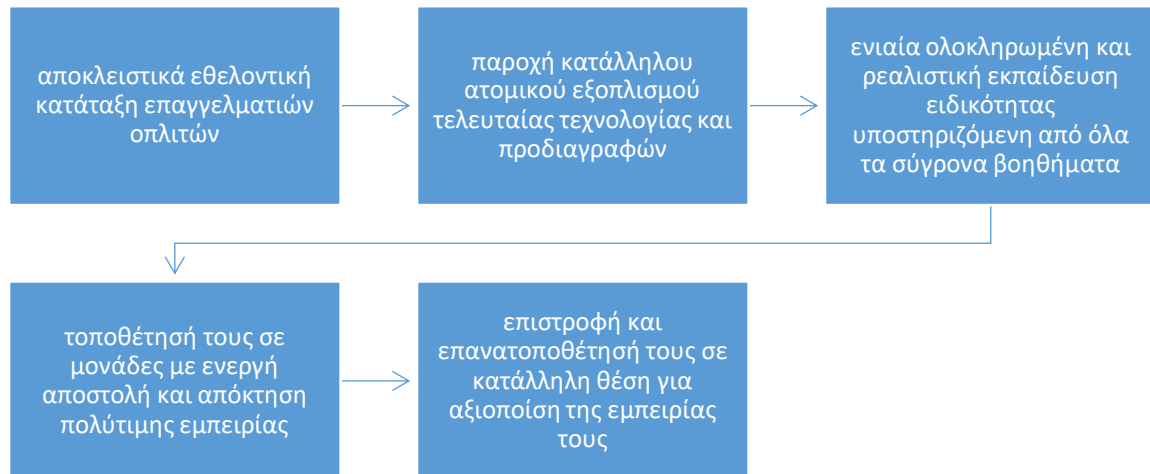 αποκλειστικά εθελοντική
κατάταξη επαγγελματιών
οπλιτών
παροχή κατάλληλου
ατομικού εξοπλισμού
τελευταίας τεχνολογίας και
προδιαγραφών
ενιαία ολοκληρωμένη και
ρεαλιστική εκπαίδευση
ειδικότητας
υποστηριζόμενη από όλα
τα σύγρονα βοηθήματα
τοποθέτησή τους σε
μονάδες με ενεργή
αποστολή και απόκτηση
πολύτιμης εμπειρίας
επιστροφή και
επανατοποθέτησή τους σε
κατάλληλη θέση για
αξιοποίση της εμπειρίας
τους